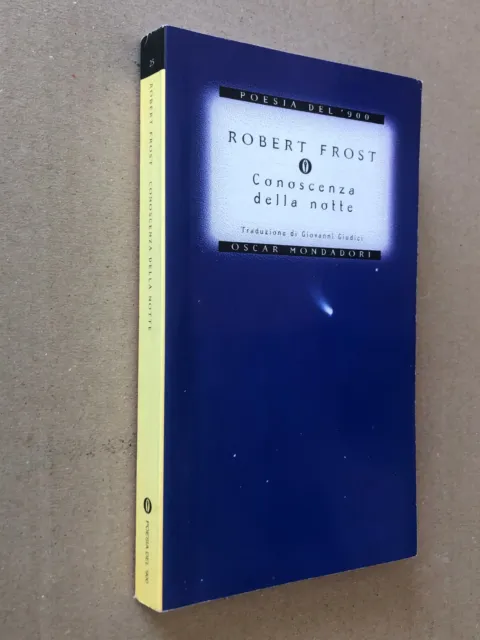 POESIA DEL '900
ROBERT FROST
Conoscenza
della notte
Traduzione di Giovanni Giudici
OSCAR MONDADORI
25
ROBERT FROST CONOSCENZA DELLA NOTTE
POESIA DEL '900